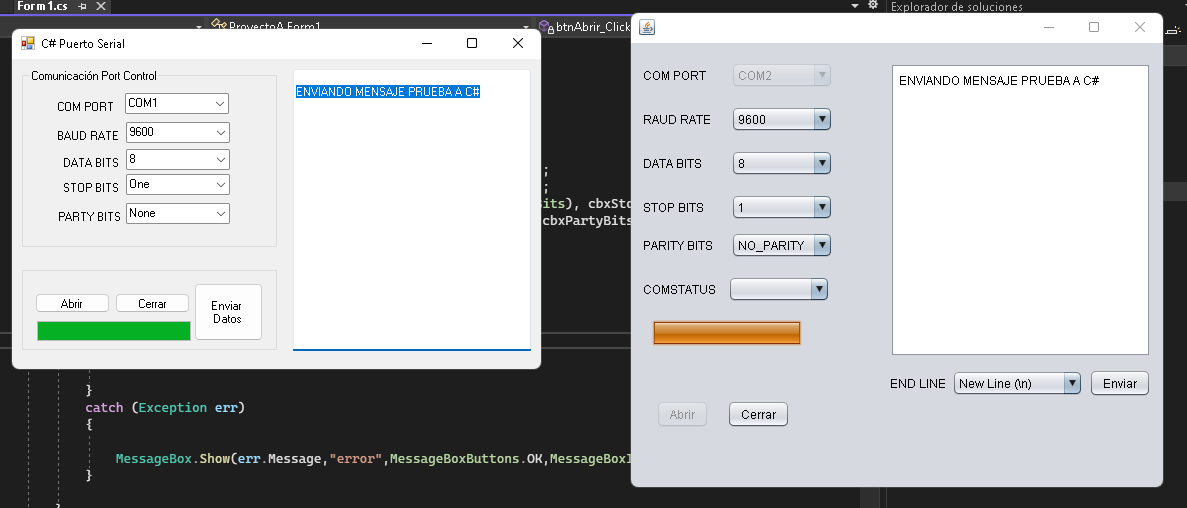 Form1.cs
Explorador de soluciones
ProyectoA.Form1
btnAbrir_Click
C# Puerto Serial
Comunicación Port Control
COM PORT COM1
BAUD RATE 9600
DATA BITS 8
STOP BITS One
PARTY BITS None
Abrir Cerrar
Enviar
Datos
ENVIANDO MENSAJE PRUEBA A C#
COM PORT COM2
RAUD RATE 9600
DATA BITS 8
STOP BITS 1
PARITY BITS NO_PARITY
COMSTATUS
Abrir Cerrar
ENVIANDO MENSAJE PRUEBA A C#
END LINE New Line (\n) Enviar
;
;
its), cbxSto
cbxPartyBits
}
catch (Exception err)
{
MessageBox.Show(err.Message,"error",MessageBoxButtons.OK,MessageBoxI
}